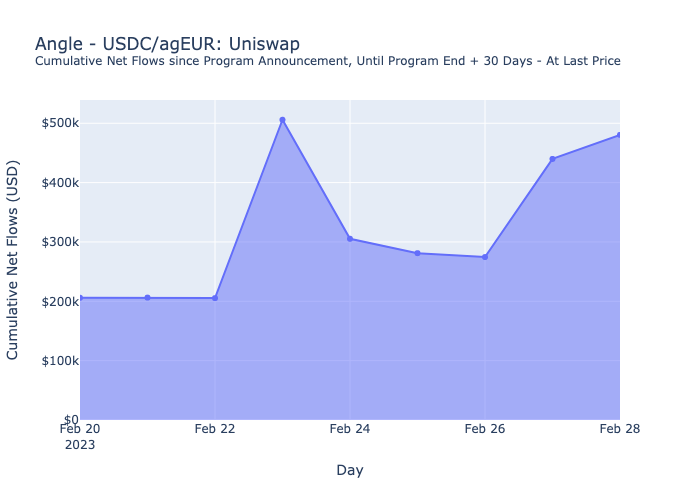 Angle - USDC/agEUR: Uniswap
Cumulative Net Flows since Program Announcement, Until Program End + 30 Days - At Last Price
Cumulative Net Flows (USD)
$500k
$400k
$300k
$200k
$100k
$0
Feb 20 Feb 22 Feb 24 Feb 26 Feb 28
2023
Day